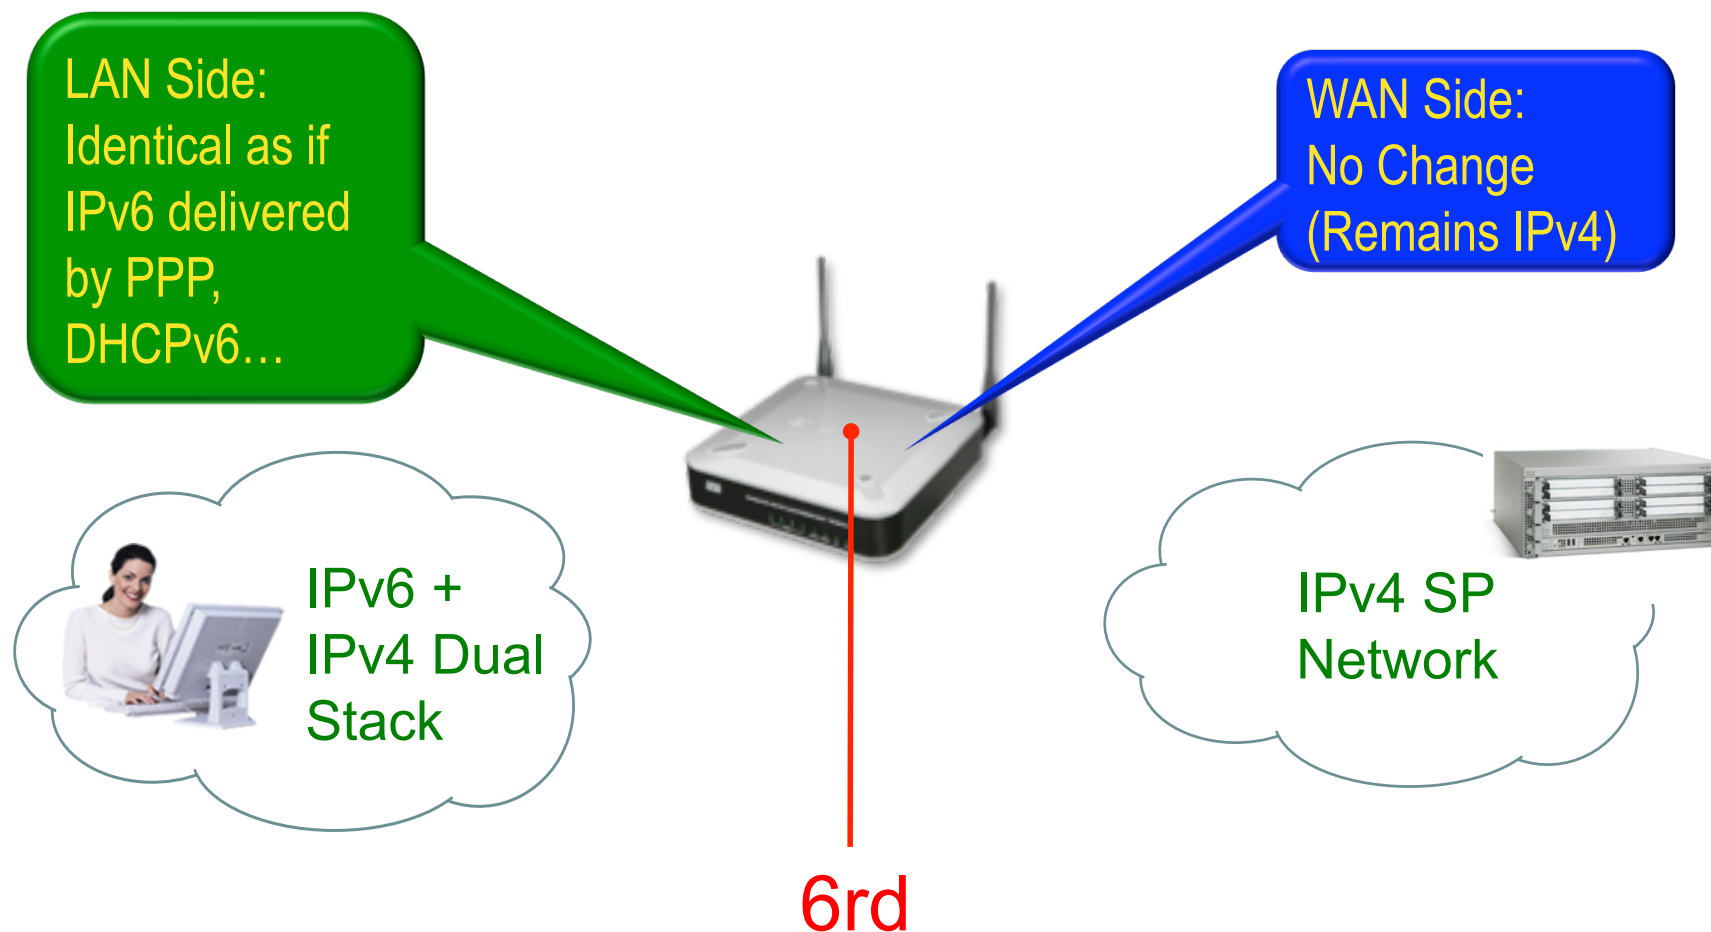 LAN Side:
Identical as if
IPv6 delivered
by PPP,
DHCPv6…
WAN Side:
No Change
(Remains IPv4)
IPv6 +
IPv4 Dual
Stack
IPv4 SP
Network
6rd